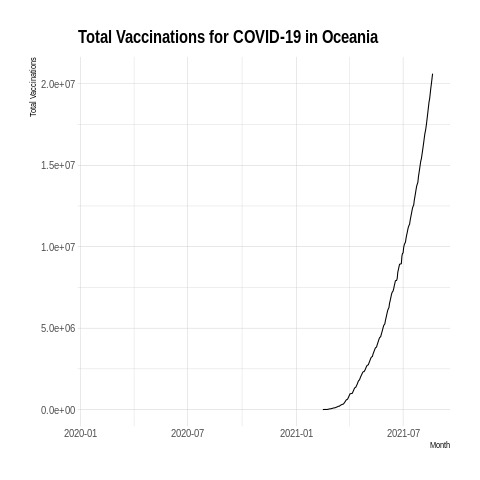 Total Vaccinations for COVID-19 in Oceania
Total Vaccinations
2.0e+07
1.5e+07
1.0e+07
5.0e+06
0.0e+00
2020-01 2020-07 2021-01 2021-07
Month